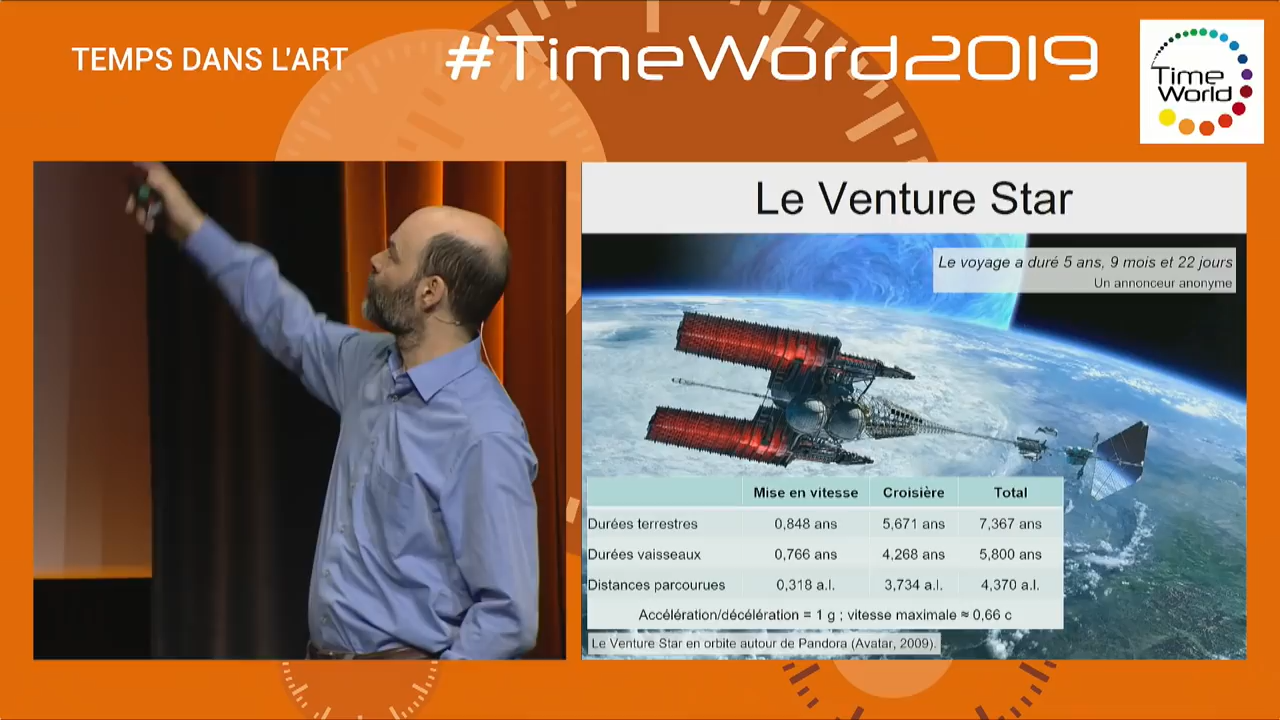 TEMPS DANS L'ART
#TimeWord2019
Time
World
Le Venture Star
Le voyage a duré 5 ans, 9 mois et 22 jours
Un annonceur anonyme
Mise en vitesse Croisière Total
Durées terrestres 0,848 ans 5,671 ans 7,367 ans
Durées vaisseaux 0,766 ans 4,268 ans 5,800 ans
Distances parcourues 0,318 a.l. 3,734 a.l. 4,370 a.l.
Accélération/décélération = 1 g ; vitesse maximale ≈ 0,66 c
Le Venture Star en orbite autour de Pandora (Avatar, 2009).